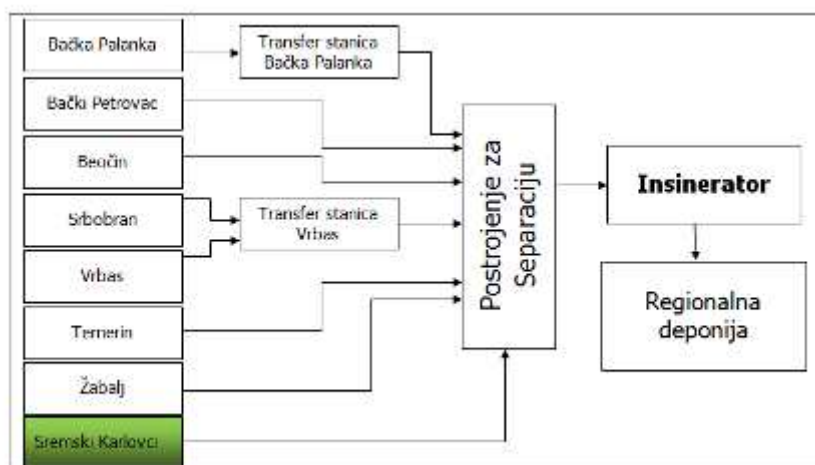 Bačka Palanka
Bački Petrovac
Beočin
Srbobran
Vrbas
Temerin
Žabalj
Sremski Karlovci
Transfer stanica
Bačka Palanka
Transfer stanica
Vrbas
Postrojenje za
Separaciju
Insinerator
Regionalna
deponija